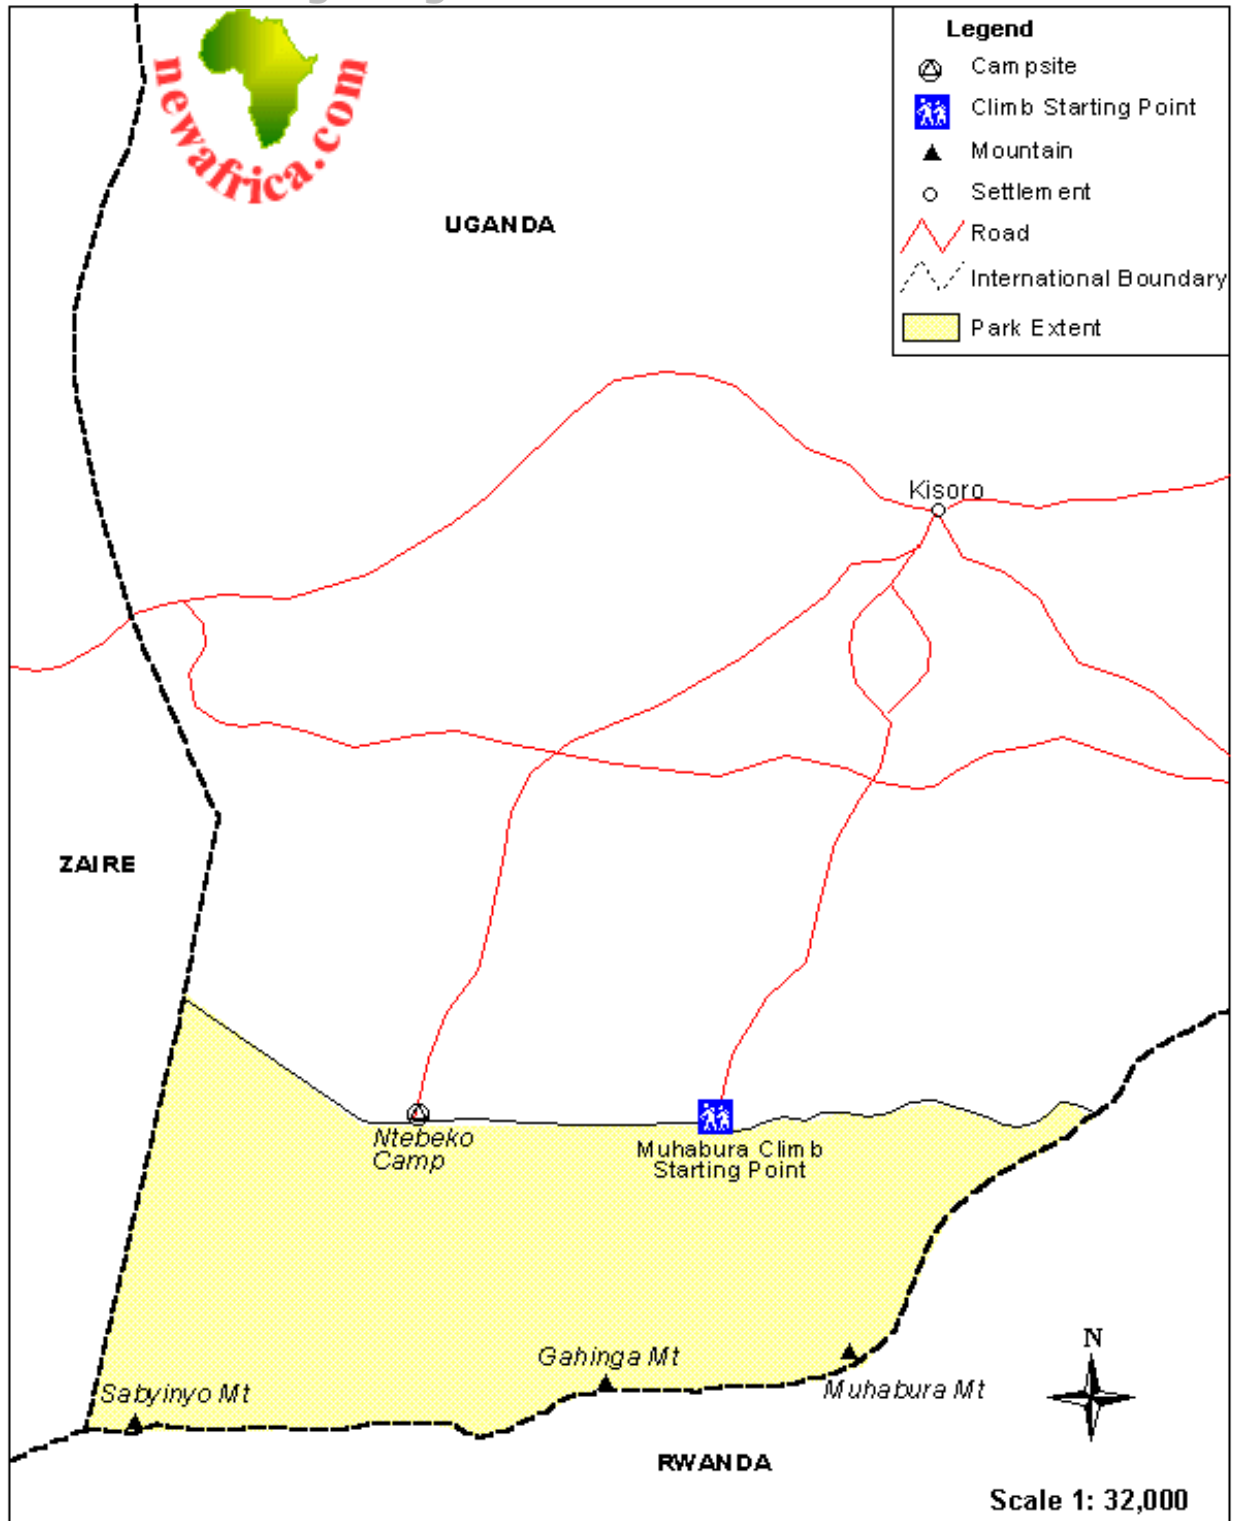 newafrica.com
Legend
Campsite
Climb Starting Point
Mountain
Settlement
Road
International Boundary
Park Extent
UGANDA
Kisoro
ZAIRE
Ntebeko
Camp
Muhabura Climb
Starting Point
N
Gahinga Mt
Sabyinyo Mt
Muhabura Mt
RWANDA
Scale 1: 32,000